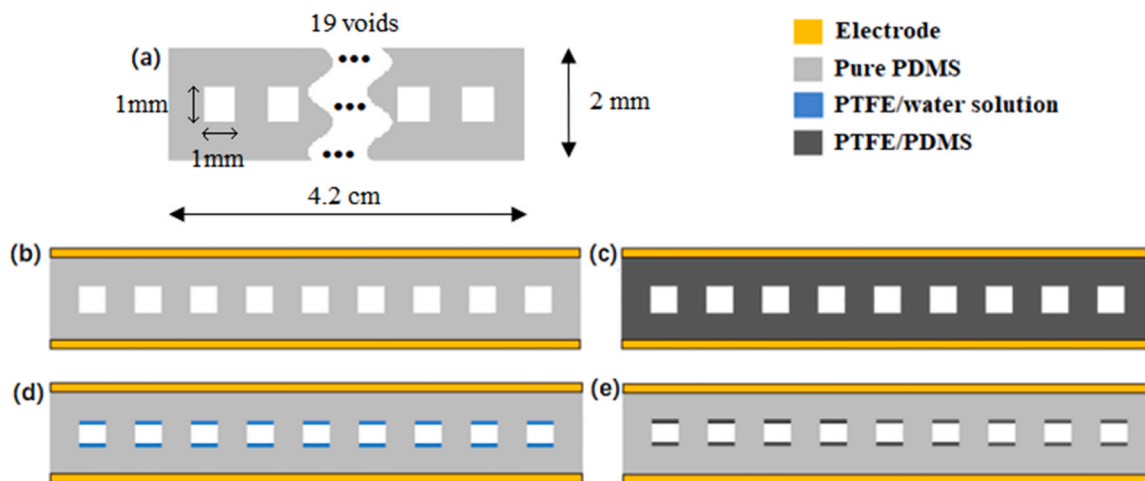 19 voids
(a)
1mm
1mm
2 mm
4.2 cm
Electrode
Pure PDMS
PTFE/water solution
PTFE/PDMS
(b)
(c)
(d)
(e)